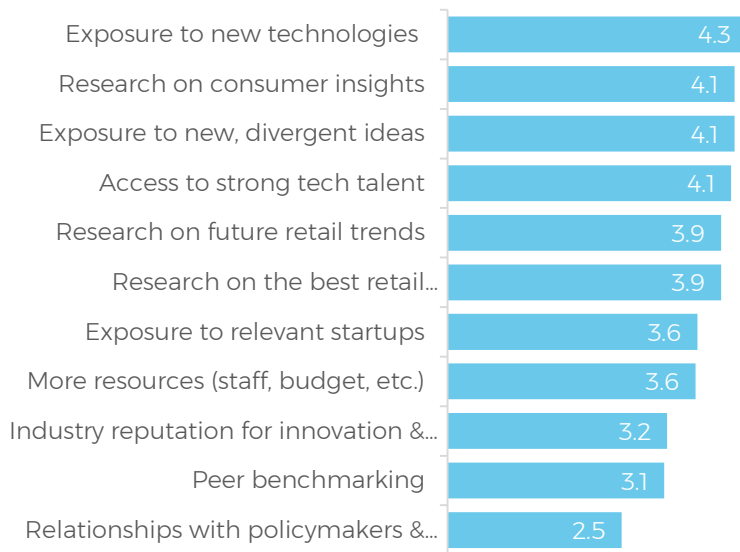 Exposure to new technologies 4.3
Research on consumer insights 4.1
Exposure to new, divergent ideas 4.1
Access to strong tech talent 4.1
Research on future retail trends 3.9
Research on the best retail... 3.9
Exposure to relevant startups 3.6
More resources (staff, budget, etc.) 3.6
Industry reputation for innovation &... 3.2
Peer benchmarking 3.1
Relationships with policymakers &... 2.5